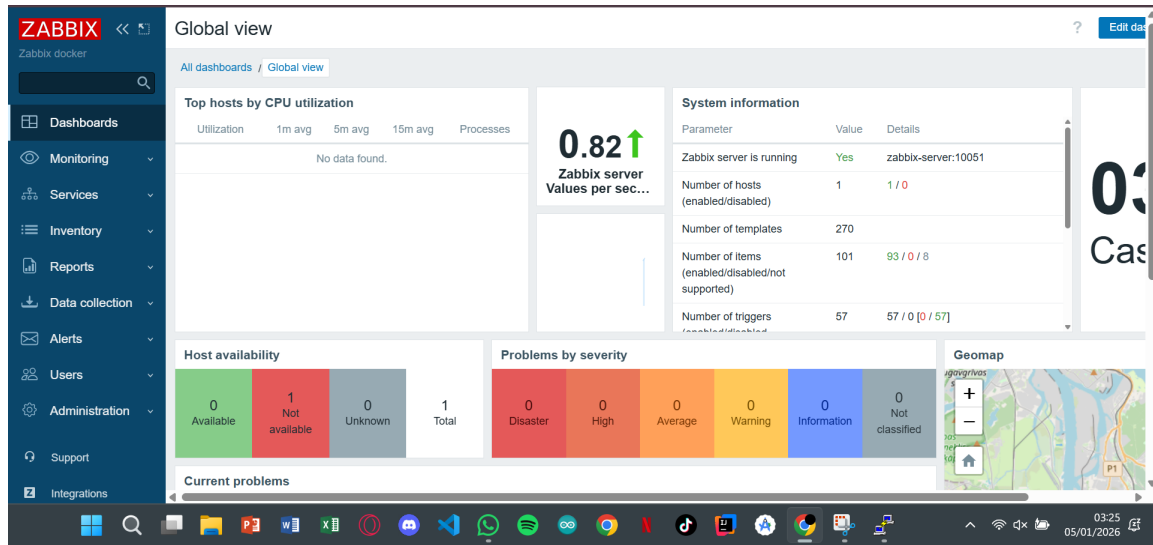 ZABBIX
Zabbix docker
Dashboards
Monitoring
Services
Inventory
Reports
Data collection
Alerts
Users
Administration
Support
Z Integrations
Global view
? Edit das
All dashboards / Global view
Top hosts by CPU utilization
Utilization 1m avg 5m avg 15m avg Processes
No data found.
0.82
Zabbix server
Values per sec...
System information
Parameter Value Details
Zabbix server is running Yes zabbix-server:10051
Number of hosts
(enabled/disabled) 1 1 / 0
Number of templates 270
Number of items
(enabled/disabled/not
supported) 101 93 / 0 / 8
Number of triggers 57 57 / 0 [0 / 57]
(enabled/disabled
03
Cas
Host availability
0
Available
1
Not
available
0
Unknown
1
Total
Problems by severity
0
Disaster
0
High
0
Average
0
Warning
0
Information
0
Not
classified
Geomap
+
−
P1
Current problems
03:25
05/01/2026